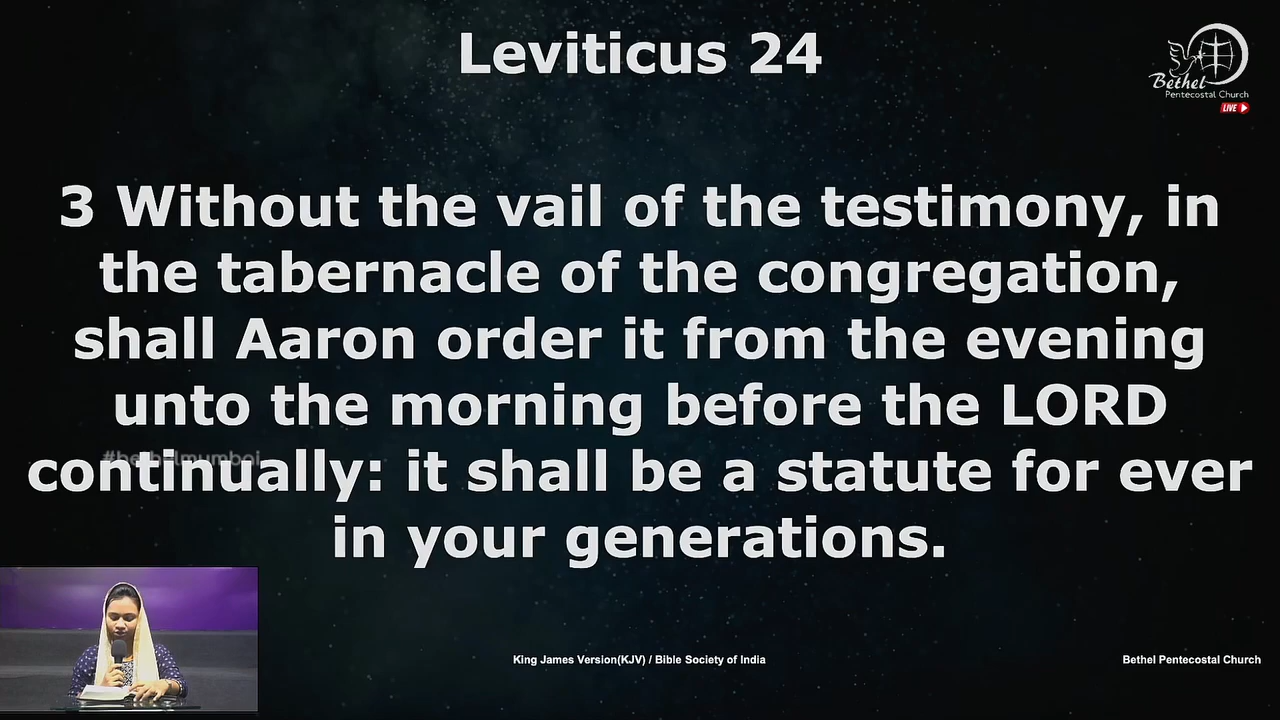 Leviticus 24
Bethel
Pentecostal Church
LIVE
3 Without the vail of the testimony, in
the tabernacle of the congregation,
shall Aaron order it from the evening
unto the morning before the LORD
#bethelmumbai
continually: it shall be a statute for ever
in your generations.
King James Version(KJV) / Bible Society of India
Bethel Pentecostal Church